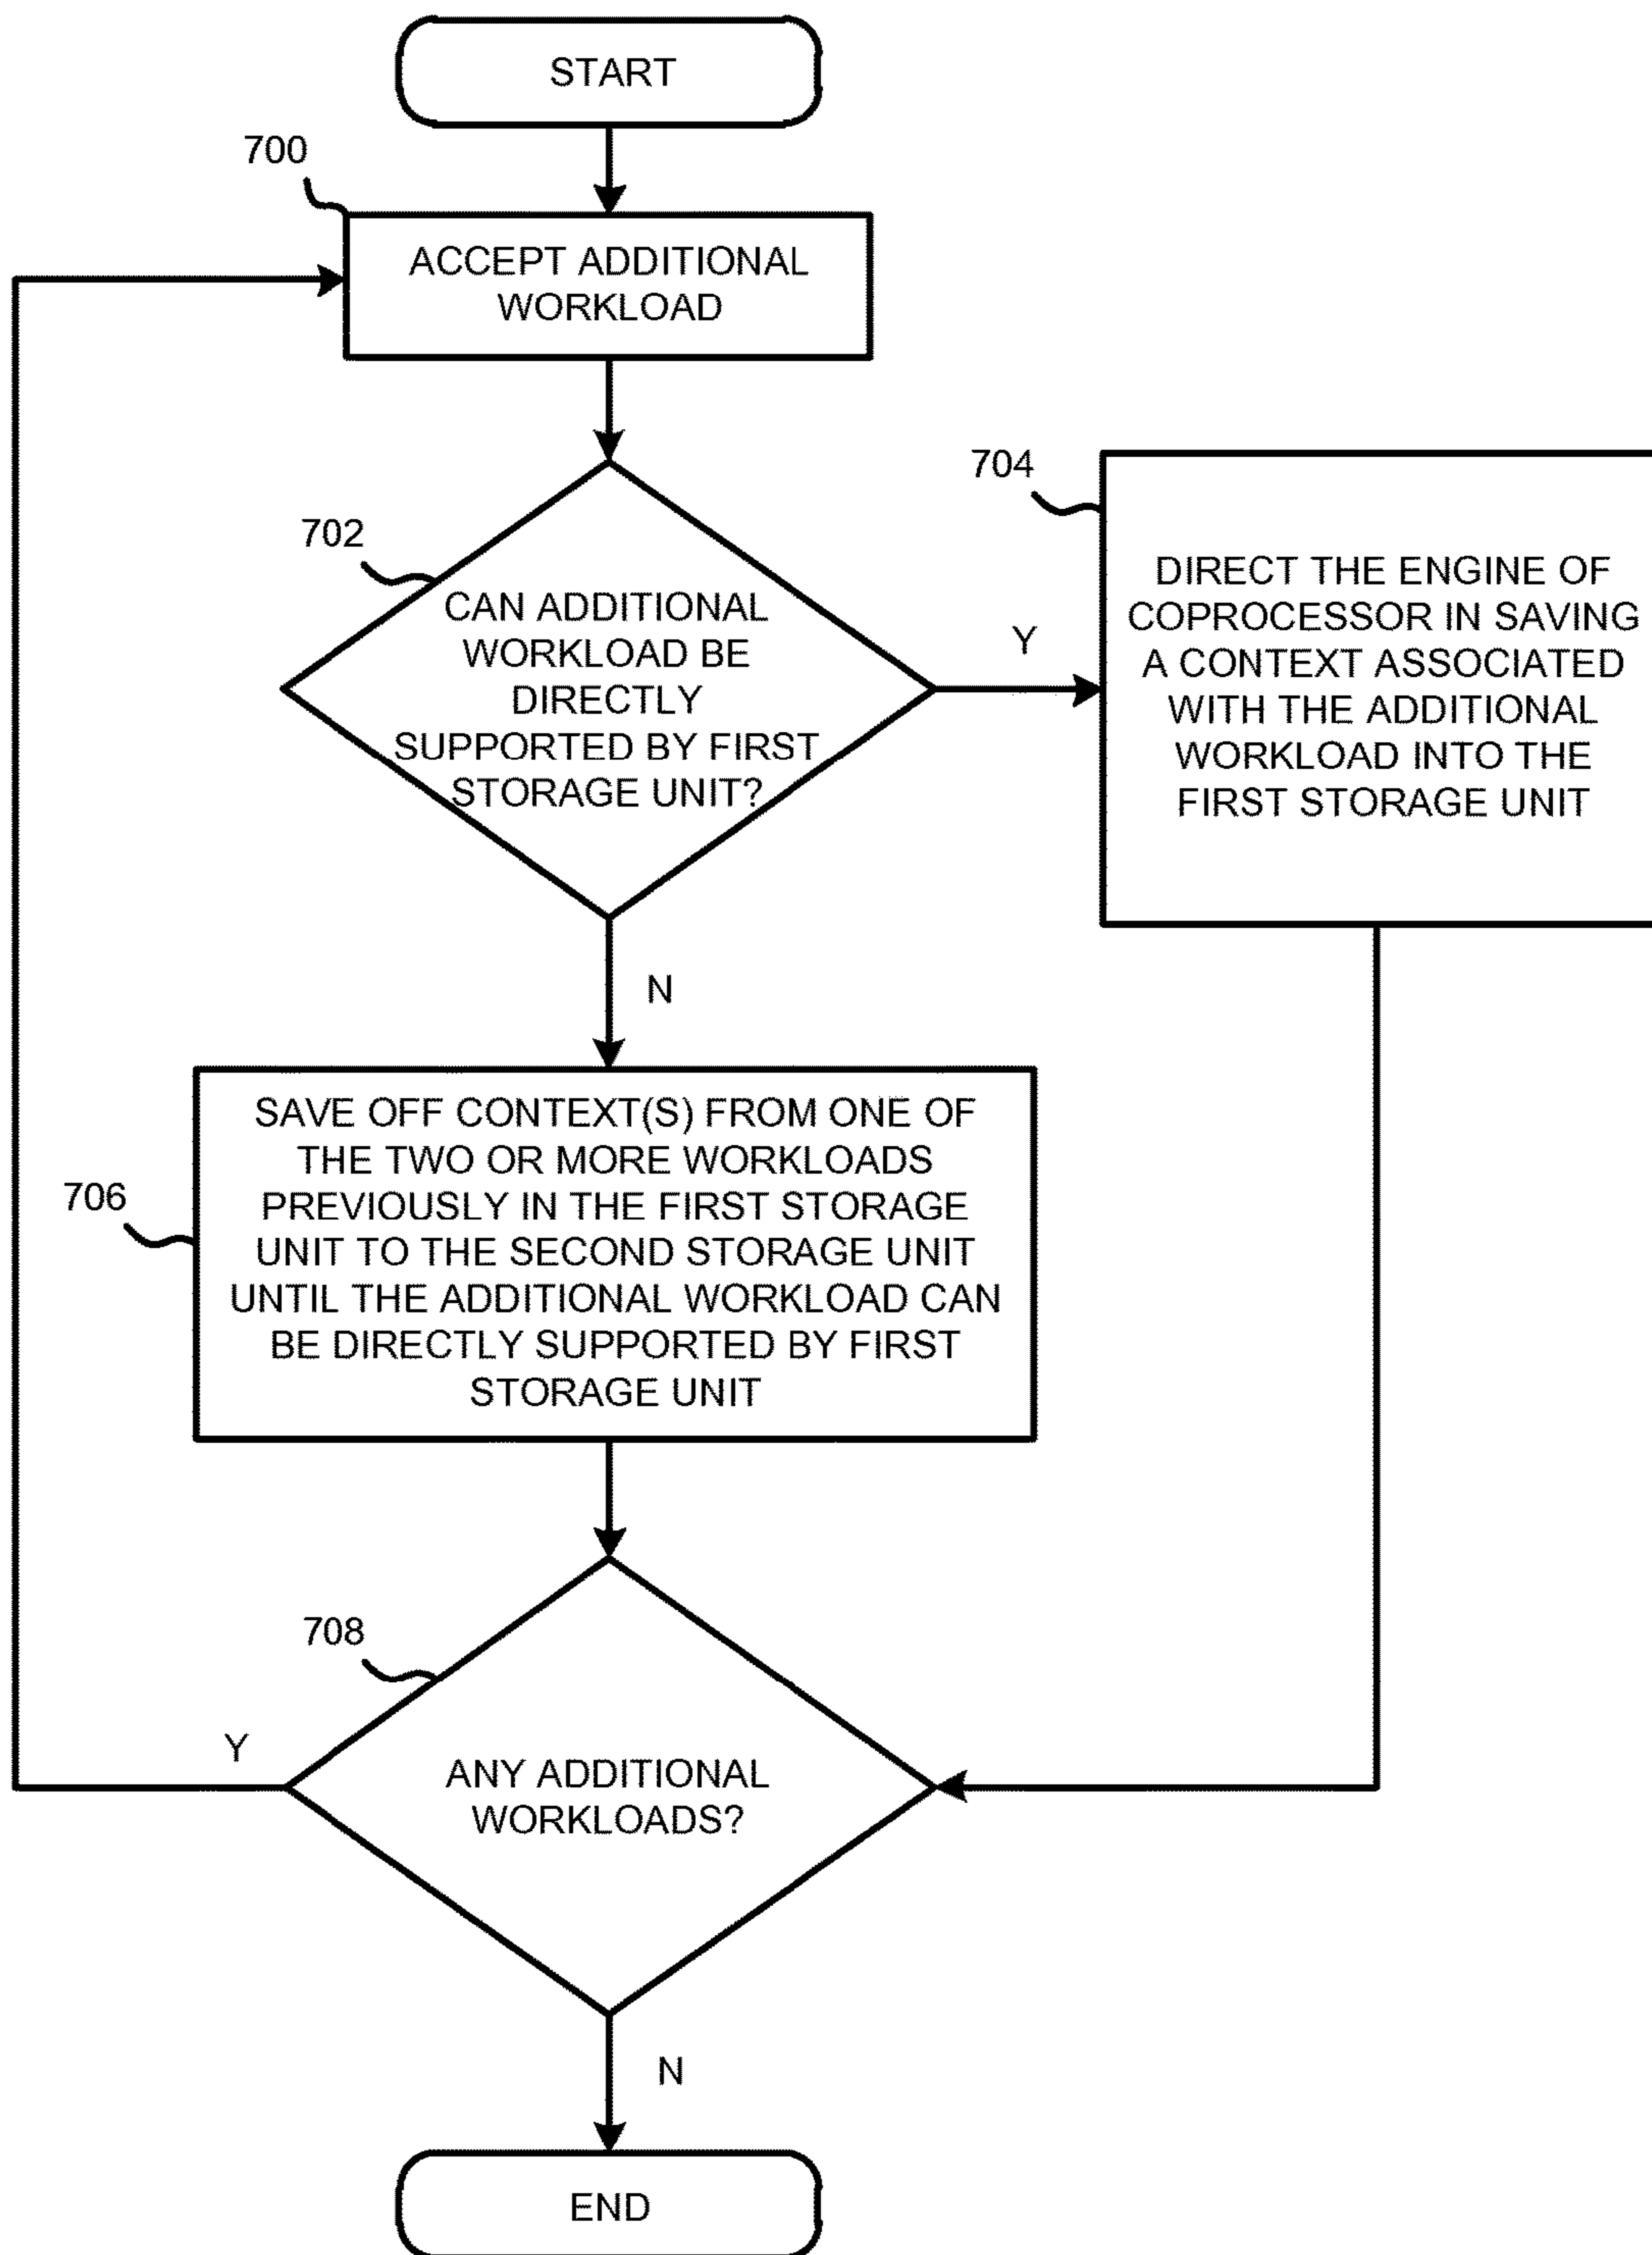 START
700
ACCEPT ADDITIONAL
WORKLOAD
702
CAN ADDITIONAL
WORKLOAD BE
DIRECTLY
SUPPORTED BY FIRST
STORAGE UNIT?
Y
704
DIRECT THE ENGINE OF
COPROCESSOR IN SAVING
A CONTEXT ASSOCIATED
WITH THE ADDITIONAL
WORKLOAD INTO THE
FIRST STORAGE UNIT
N
706
SAVE OFF CONTEXT(S) FROM ONE OF
THE TWO OR MORE WORKLOADS
PREVIOUSLY IN THE FIRST STORAGE
UNIT TO THE SECOND STORAGE UNIT
UNTIL THE ADDITIONAL WORKLOAD CAN
BE DIRECTLY SUPPORTED BY FIRST
STORAGE UNIT
708
Y
ANY ADDITIONAL
WORKLOADS?
N
END